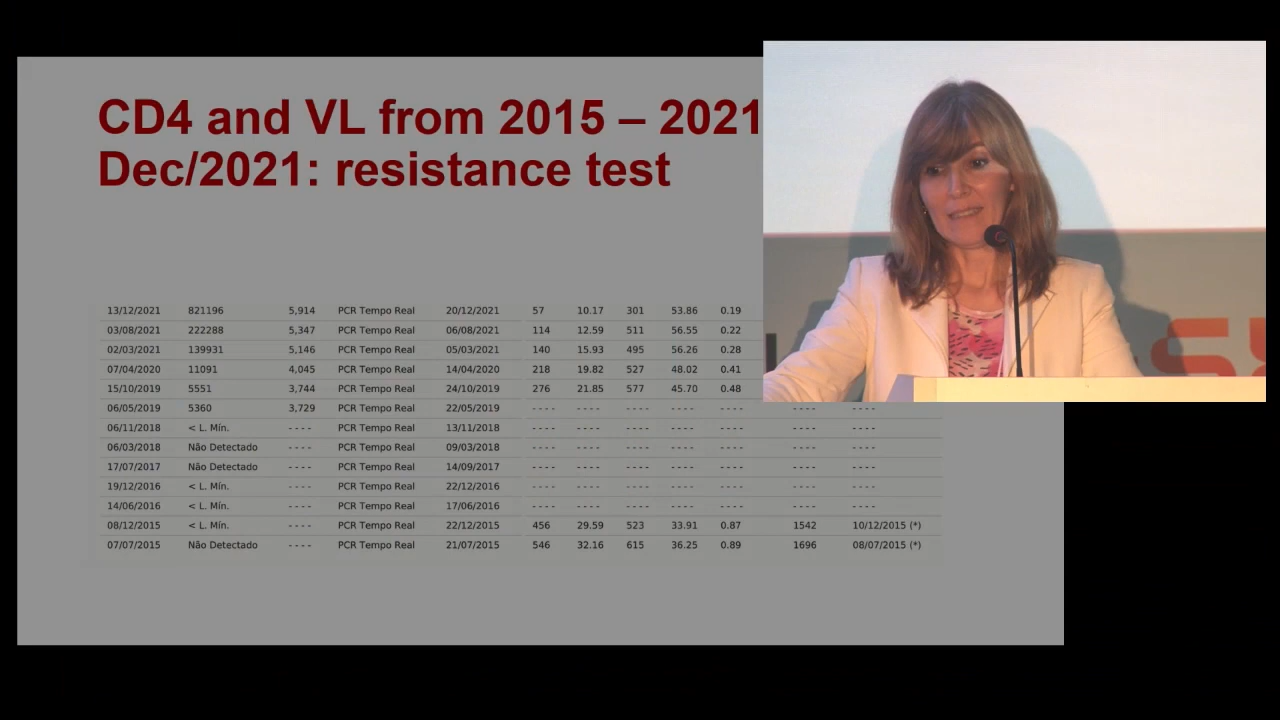 CD4 and VL from 2015 – 2021
Dec/2021: resistance test
13/12/2021 821196 5,914 PCR Tempo Real 20/12/2021 57 10.17 301 53.86 0.19
03/08/2021 222288 5,347 PCR Tempo Real 06/08/2021 114 12.59 511 56.55 0.22
02/03/2021 139931 5,146 PCR Tempo Real 05/03/2021 140 15.93 495 56.26 0.28
07/04/2020 11091 4,045 PCR Tempo Real 14/04/2020 218 19.82 527 48.02 0.41
15/10/2019 5551 3,744 PCR Tempo Real 24/10/2019 276 21.85 577 45.70 0.48
06/05/2019 5360 3,729 PCR Tempo Real 22/05/2019 - - - - - - - - - - - - - - - - - - - - - - - - - - - -
06/11/2018 < L. Mín. - - - - PCR Tempo Real 13/11/2018 - - - - - - - - - - - - - - - - - - - - - - - - - - - -
06/03/2018 Não Detectado - - - - PCR Tempo Real 09/03/2018 - - - - - - - - - - - - - - - - - - - - - - - - - - - -
17/07/2017 Não Detectado - - - - PCR Tempo Real 14/09/2017 - - - - - - - - - - - - - - - - - - - - - - - - - - - -
19/12/2016 < L. Mín. - - - - PCR Tempo Real 22/12/2016 - - - - - - - - - - - - - - - - - - - - - - - - - - - -
14/06/2016 < L. Mín. - - - - PCR Tempo Real 17/06/2016 - - - - - - - - - - - - - - - - - - - - - - - - - - - -
08/12/2015 < L. Mín. - - - - PCR Tempo Real 22/12/2015 456 29.59 523 33.91 0.87 1542 10/12/2015 (*)
07/07/2015 Não Detectado - - - - PCR Tempo Real 21/07/2015 546 32.16 615 36.25 0.89 1696 08/07/2015 (*)